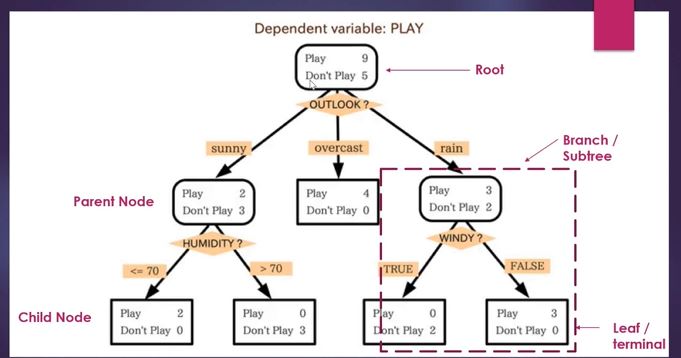 Dependent variable: PLAY
Play 9
Don't Play 5
Root
OUTLOOK ?
sunny
overcast
rain
Branch /
Subtree
Parent Node
Play 2
Don't Play 3
Play 4
Don't Play 0
Play 3
Don't Play 2
HUMIDITY ?
WINDY ?
<= 70
> 70
TRUE
FALSE
Child Node
Play 2
Don't Play 0
Play 0
Don't Play 3
Play 0
Don't Play 2
Play 3
Don't Play 0
Leaf /
terminal